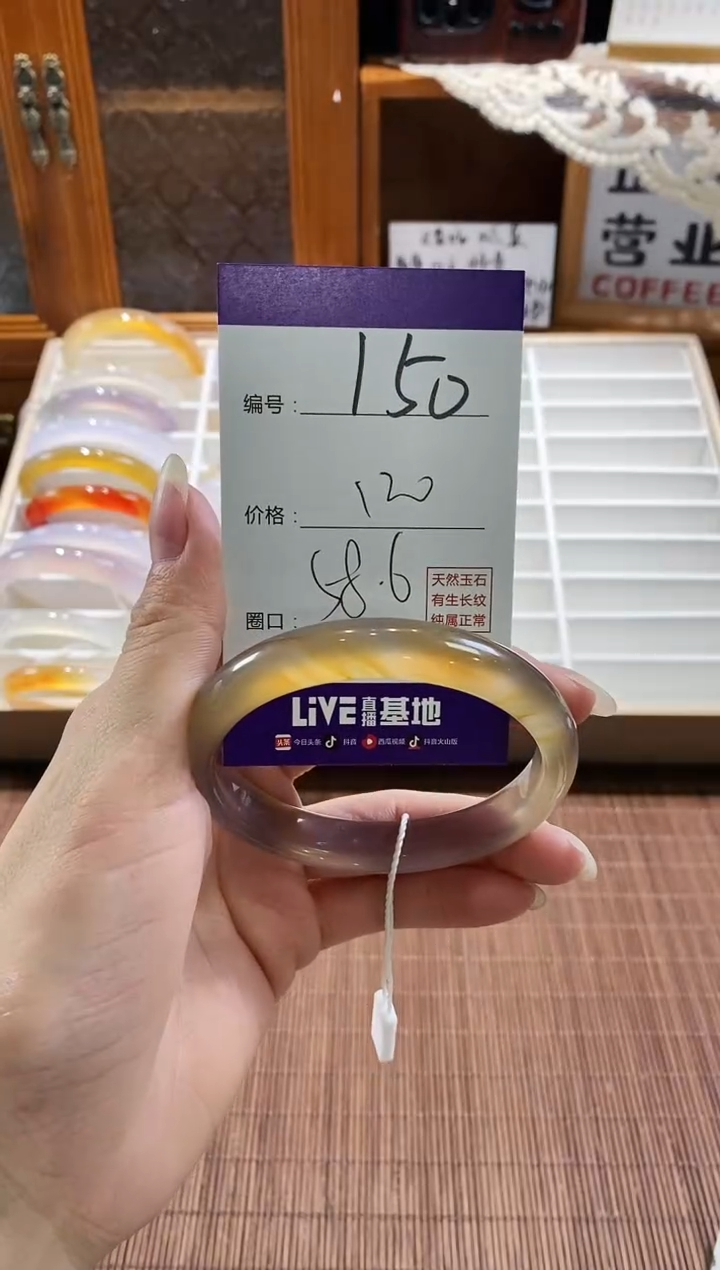 营业
COFFEE
编号：150
价格：120
圈口：58.6
天然玉石
有生长纹
纯属正常
LiVE直播基地
头条 今日头条 抖音 西瓜视频 抖音火山版